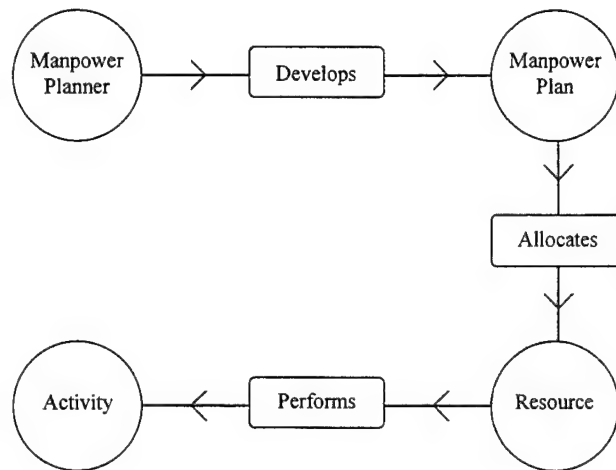 Manpower
Planner
Develops
Manpower
Plan
Allocates
Activity
Performs
Resource